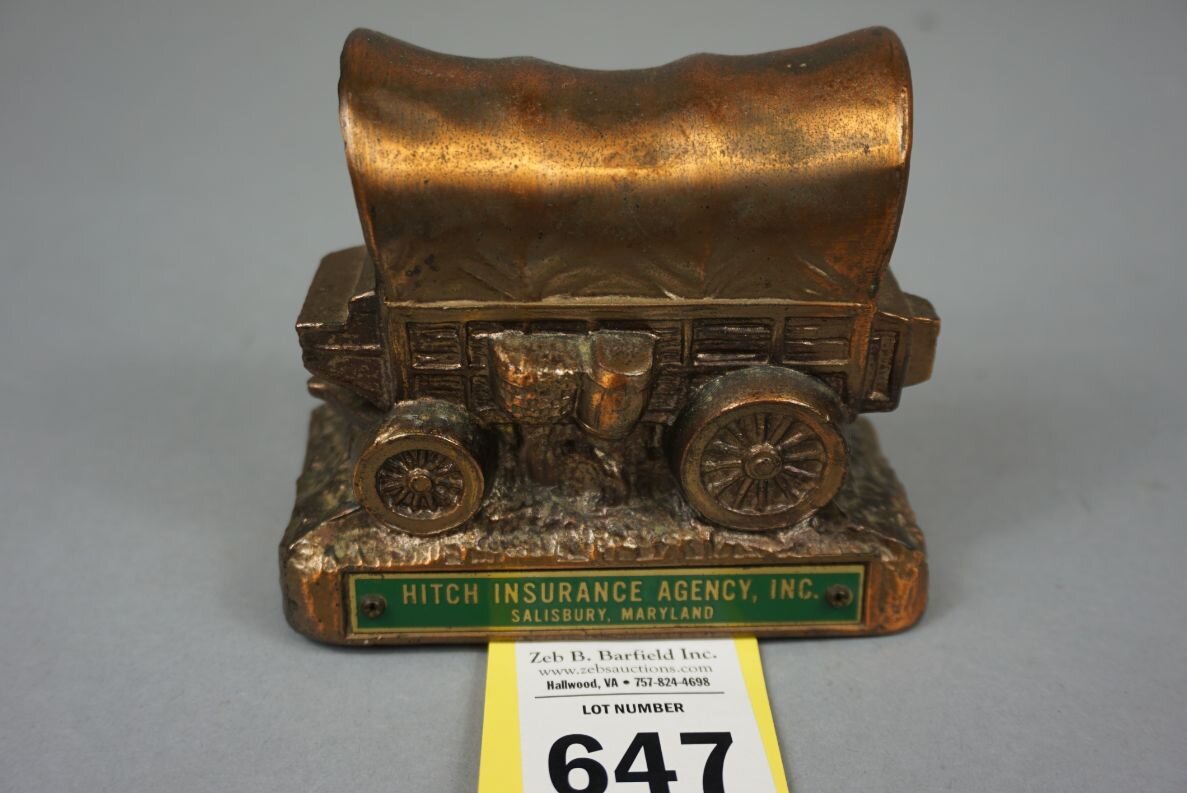 HITCH INSURANCE AGENCY, INC.
SALISBURY, MARYLAND
Zeb B. Barfield Inc.
www.zebsauctions.com
Hallwood, VA • 757-824-4698
LOT NUMBER
647